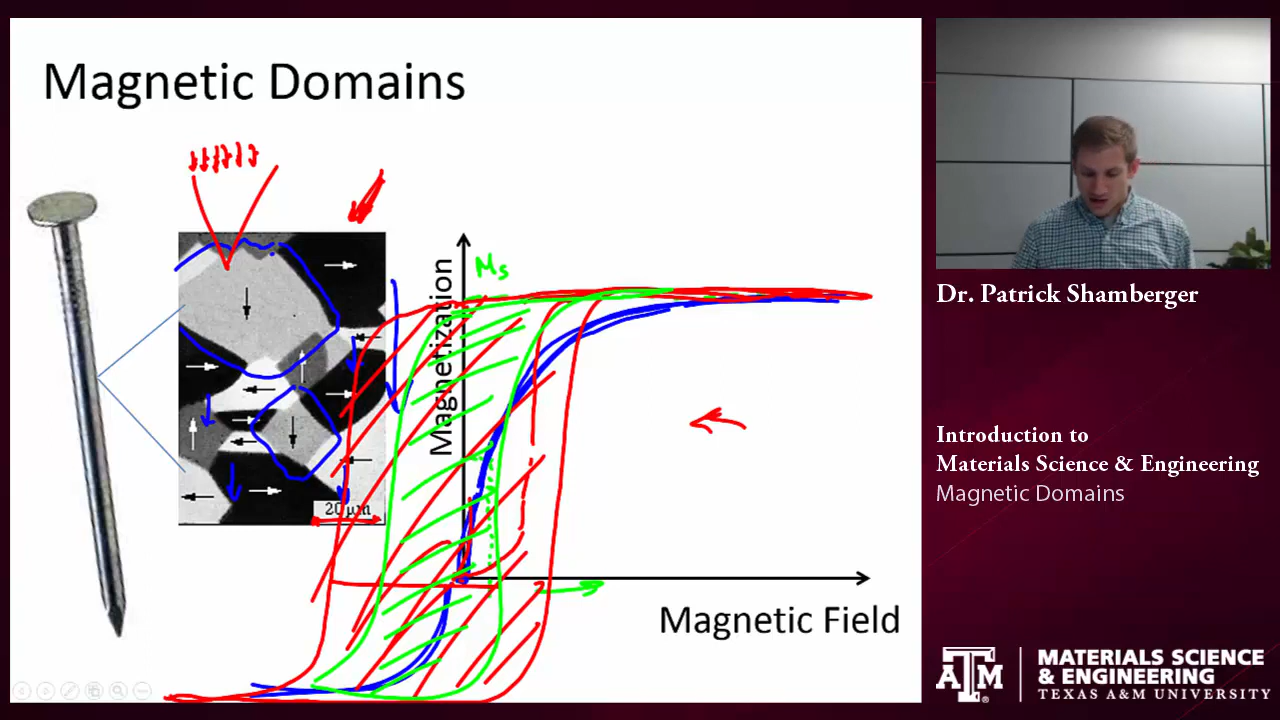 Magnetic Domains
Ms
Magnetization
20 µm
Magnetic Field
Dr. Patrick Shamberger
Introduction to
Materials Science & Engineering
Magnetic Domains
ATM
MATERIALS SCIENCE
& ENGINEERING
TEXAS A&M UNIVERSITY